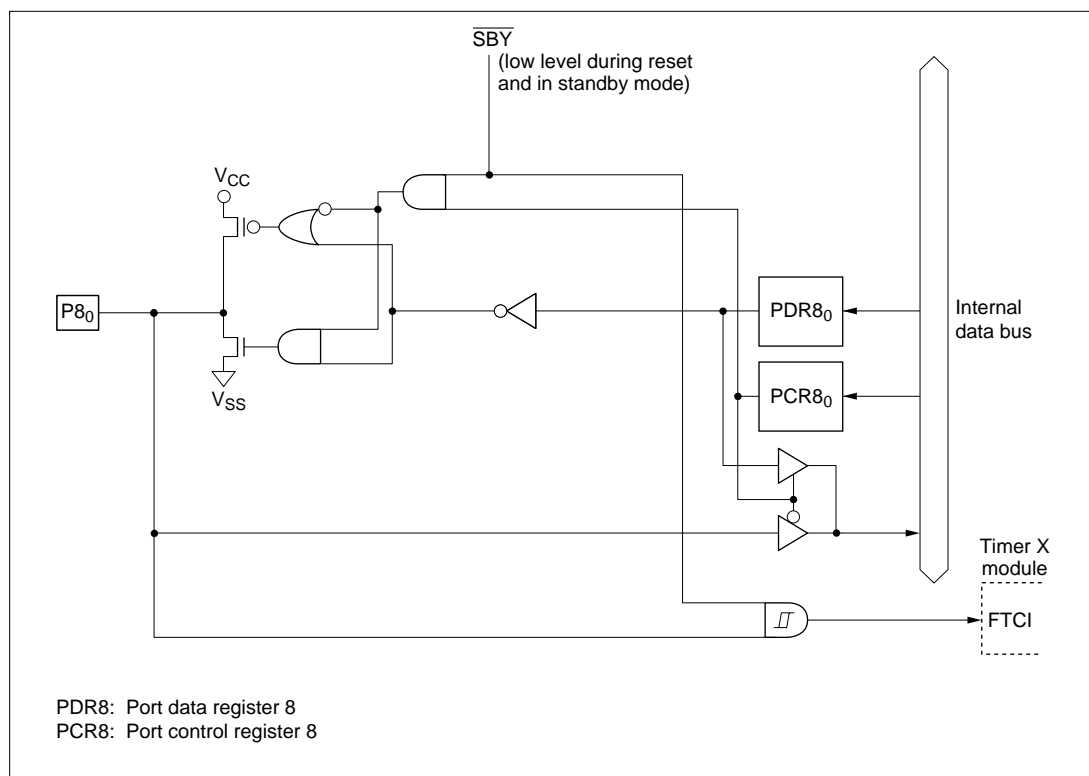 SBY
(low level during reset
and in standby mode)
VCC
P80
VSS
PDR80
PCR80
Internal
data bus
Timer X
module
FTCI
PDR8: Port data register 8
PCR8: Port control register 8